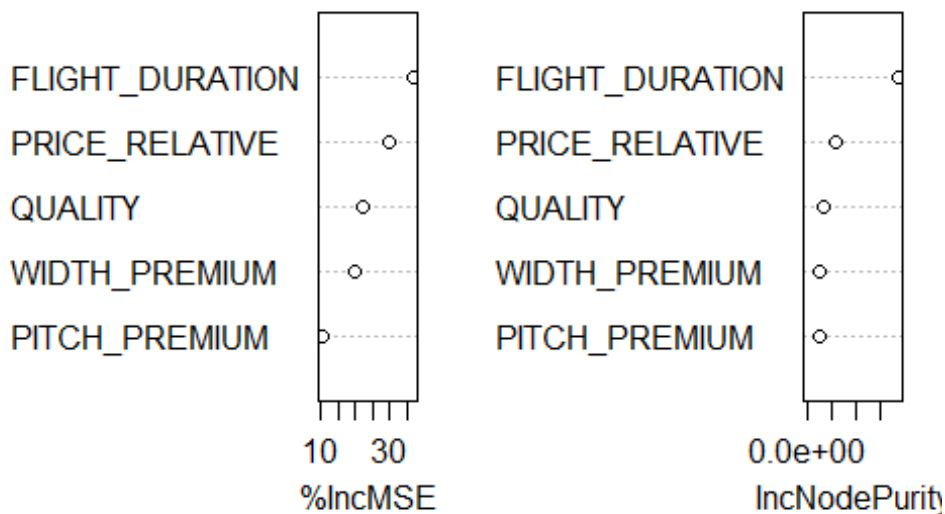 FLIGHT_DURATION
PRICE_RELATIVE
QUALITY
WIDTH_PREMIUM
PITCH_PREMIUM
10 30
%IncMSE
FLIGHT_DURATION
PRICE_RELATIVE
QUALITY
WIDTH_PREMIUM
PITCH_PREMIUM
0.0e+00
IncNodePurity